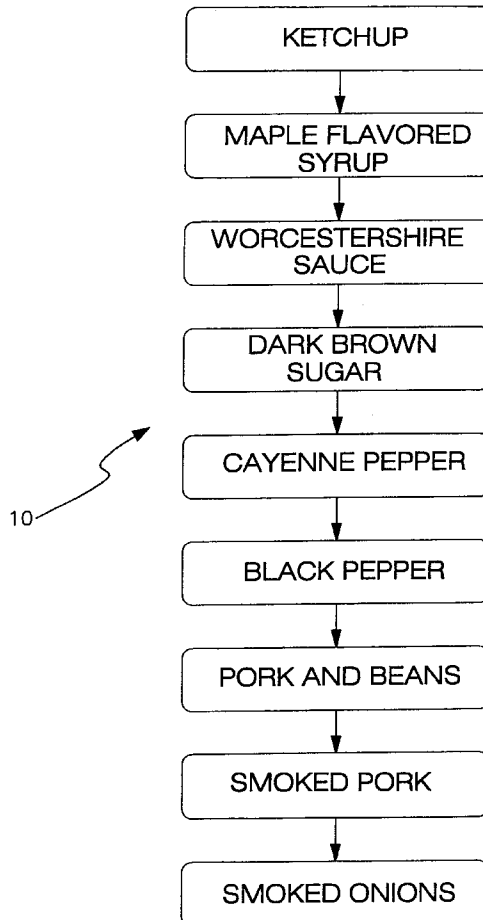 KETCHUP
MAPLE FLAVORED
SYRUP
WORCESTERSHIRE
SAUCE
DARK BROWN
SUGAR
CAYENNE PEPPER
10
BLACK PEPPER
PORK AND BEANS
SMOKED PORK
SMOKED ONIONS